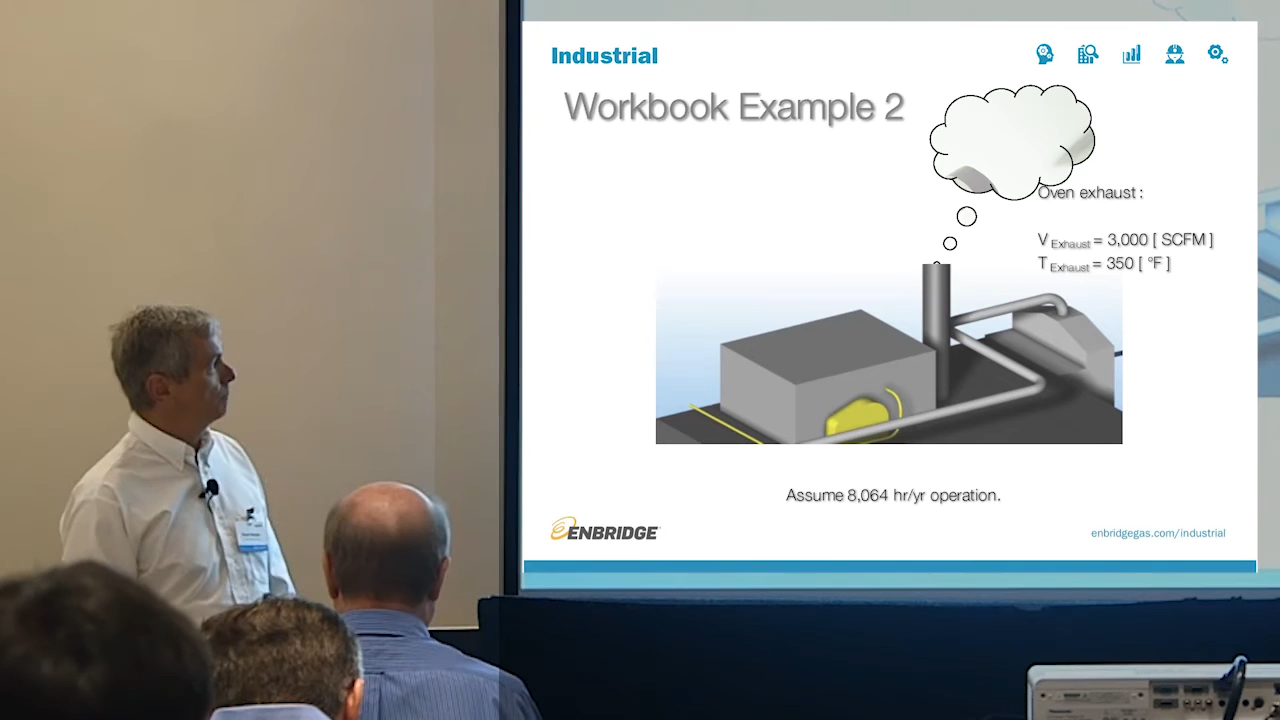 Industrial
Workbook Example 2
Oven exhaust :
V Exhaust = 3,000 [ SCFM ]
T Exhaust = 350 [ °F ]
Assume 8,064 hr/yr operation.
ENBRIDGE
enbridgegas.com/industrial